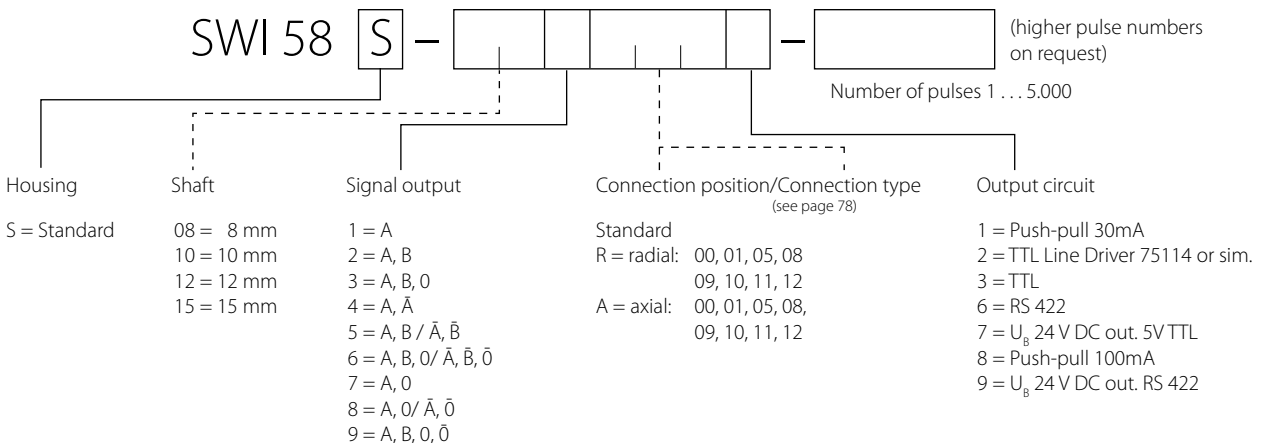 SWI 58 S – –
(higher pulse numbers
on request)
Number of pulses 1 . . . 5.000
Housing
S = Standard
Shaft
08 = 8 mm
10 = 10 mm
12 = 12 mm
15 = 15 mm
Signal output
1 = A
2 = A, B
3 = A, B, 0
4 = A, Ā
5 = A, B / Ā, B̄
6 = A, B, 0/ Ā, B̄, 0̄
7 = A, 0
8 = A, 0/ Ā, 0̄
9 = A, B, 0, 0̄
Connection position/Connection type
(see page 78)
Standard
R = radial: 00, 01, 05, 08
09, 10, 11, 12
A = axial: 00, 01, 05, 08,
09, 10, 11, 12
Output circuit
1 = Push-pull 30mA
2 = TTL Line Driver 75114 or sim.
3 = TTL
6 = RS 422
7 = U_B 24 V DC out. 5V TTL
8 = Push-pull 100mA
9 = U_B 24 V DC out. RS 422